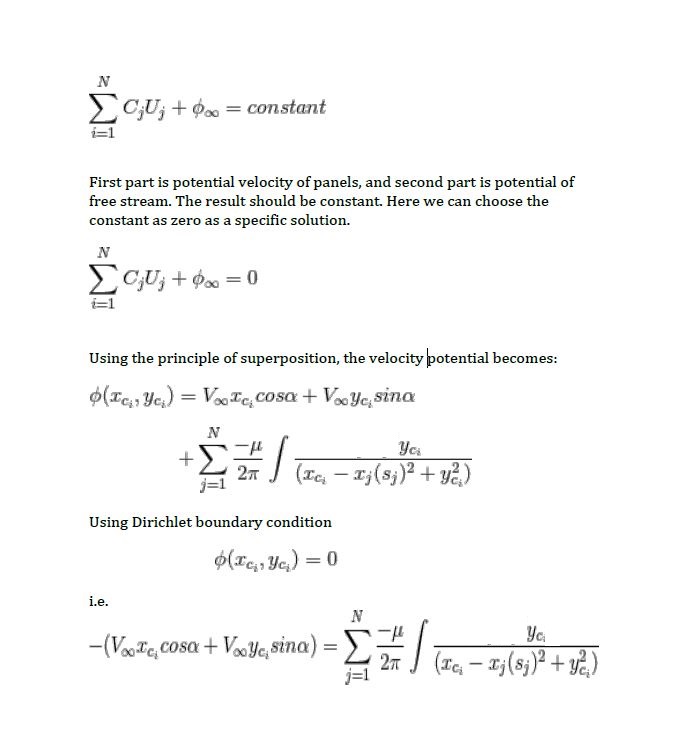 \sum_{i=1}^{N} C_j U_j + \phi_\infty = constant
First part is potential velocity of panels, and second part is potential of
free stream. The result should be constant. Here we can choose the
constant as zero as a specific solution.
\sum_{i=1}^{N} C_j U_j + \phi_\infty = 0
Using the principle of superposition, the velocity potential becomes:
\phi(x_{c_i}, y_{c_i}) = V_\infty x_{c_i} cos\alpha + V_\infty y_{c_i} sin\alpha
+ \sum_{j=1}^{N} \frac{-\mu}{2\pi} \int \frac{y_{ci}}{(x_{c_i} - x_j(s_j)^2 + y_{c_i}^2)}
Using Dirichlet boundary condition
\phi(x_{c_i}, y_{c_i}) = 0
i.e.
-(V_\infty x_{c_i} cos\alpha + V_\infty y_{c_i} sin\alpha) = \sum_{j=1}^{N} \frac{-\mu}{2\pi} \int \frac{y_{ci}}{(x_{c_i} - x_j(s_j)^2 + y_{c_i}^2)}